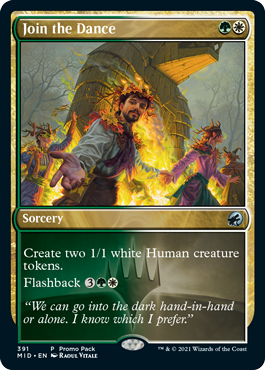 Join the Dance
Sorcery
Create two 1/1 white Human creature
tokens.
Flashback 3
"We can go into the dark hand-in-hand
or alone. I know which I prefer."
391 P Promo Pack
MID • EN Raoul Vitale
™ & © 2021 Wizards of the Coast